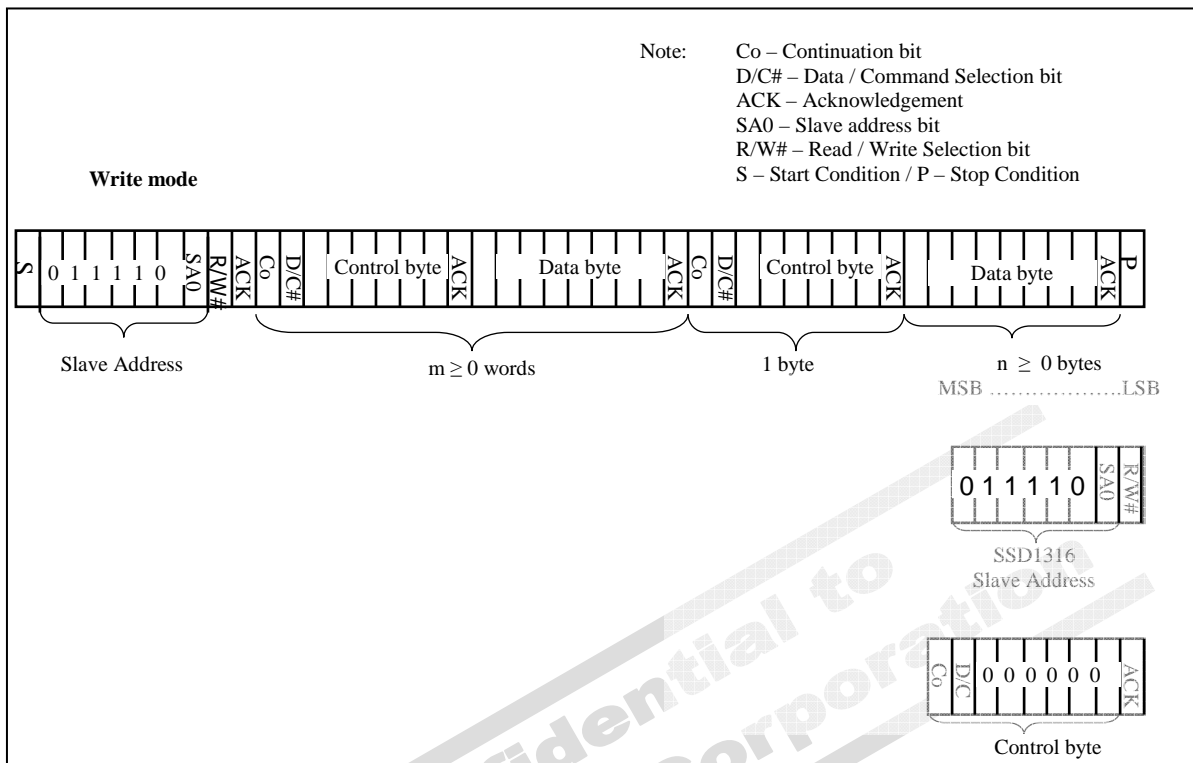 Note: Co – Continuation bit
D/C# – Data / Command Selection bit
ACK – Acknowledgement
SA0 – Slave address bit
R/W# – Read / Write Selection bit
S – Start Condition / P – Stop Condition
Write mode
S 0 1 1 1 1 0 SA0 R/W# ACK Co D/C# Control byte ACK Data byte ACK Co D/C# Control byte ACK Data byte ACK P
Slave Address m ≥ 0 words 1 byte n ≥ 0 bytes
MSB ....................LSB
0 1 1 1 1 0 SA0 R/W#
SSD1316
Slave Address
Co D/C 0 0 0 0 0 0 ACK
Control byte
to
Corporation